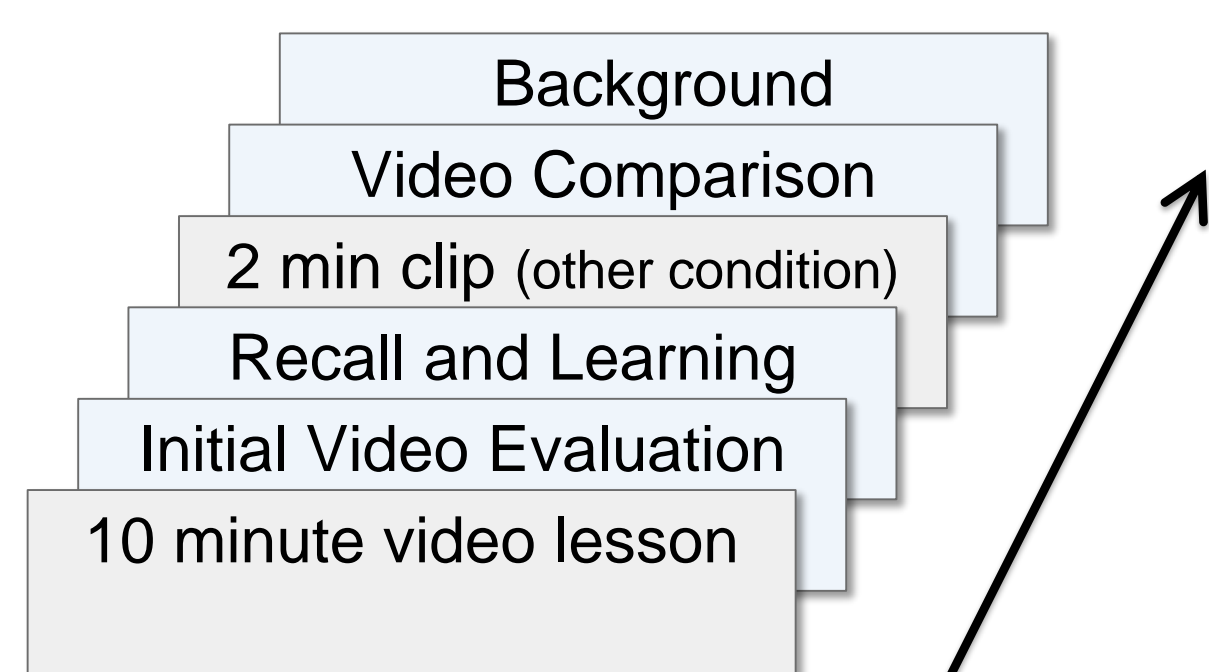 Background
Video Comparison
2 min clip (other condition)
Recall and Learning
Initial Video Evaluation
10 minute video lesson